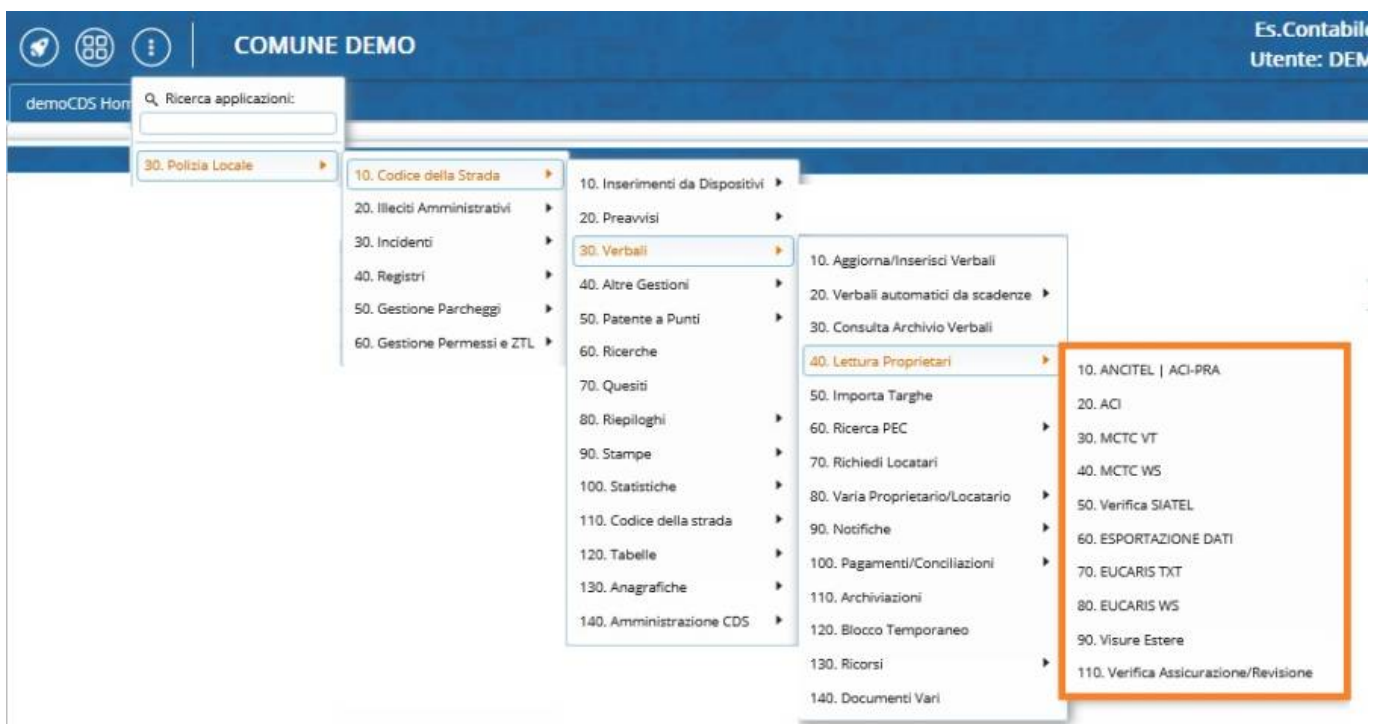 COMUNE DEMO
Es.Contabile
Utente: DEM
demoCDS Hom
Ricerca applicazioni:
30. Polizia Locale
10. Codice della Strada
20. Illeciti Amministrativi
30. Incidenti
40. Registri
50. Gestione Parcheggi
60. Gestione Permessi e ZTL
10. Inserimenti da Dispositivi
20. Preavvisi
30. Verbali
40. Altre Gestioni
50. Patente a Punti
60. Ricerche
70. Quesiti
80. Riepiloghi
90. Stampe
100. Statistiche
110. Codice della strada
120. Tabelle
130. Anagrafiche
140. Amministrazione CDS
10. Aggiorna/Inserisci Verbali
20. Verbali automatici da scadenze
30. Consulta Archivio Verbali
40. Lettura Proprietari
50. Importa Targhe
60. Ricerca PEC
70. Richiedi Locatari
80. Varia Proprietario/Locatario
90. Notifiche
100. Pagamenti/Conciliazioni
110. Archiviazioni
120. Blocco Temporaneo
130. Ricorsi
140. Documenti Vari
10. ANCITEL | ACI-PRA
20. ACI
30. MCTC VT
40. MCTC WS
50. Verifica SIATEL
60. ESPORTAZIONE DATI
70. EUCARIS TXT
80. EUCARIS WS
90. Visure Estere
110. Verifica Assicurazione/Revisione